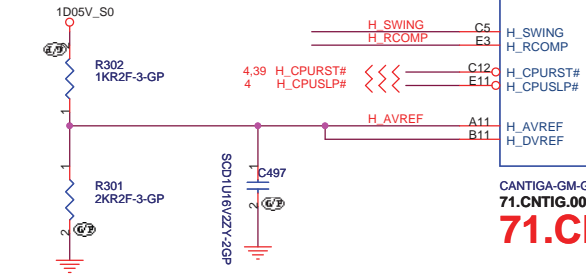 1D05V_S0
G/P
R302
1KR2F-3-GP
1
H_SWING C5 H_SWING
H_RCOMP E3 H_RCOMP
4,39 H_CPURST# C12 H_CPURST#
4 H_CPUSLP# E11 H_CPUSLP#
H_AVREF A11 H_AVREF
B11 H_DVREF
1
R301
2KR2F-3-GP
2 G/P
SCD1U16V2ZY-2GP
1
C497
2 G/P
CANTIGA-GM-G
71.CNTIG.00